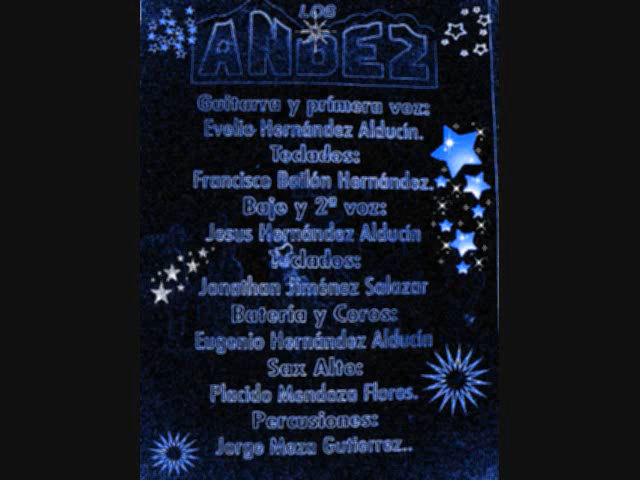 LOS
ANDEZ
Guitarra y primera voz:
Evelio Hernández Alducin.
Teclados:
Francisco Bailón Hernández.
Bajo y 2ª voz:
Jesus Hernández Alducin
Teclados:
Jonathan Jiménez Salazar
Batería y Coros:
Eugenio Hernández Alducin
Sax Alto:
Placido Mendoza Flores.
Percusiones:
Jorge Meza Gutierrez..